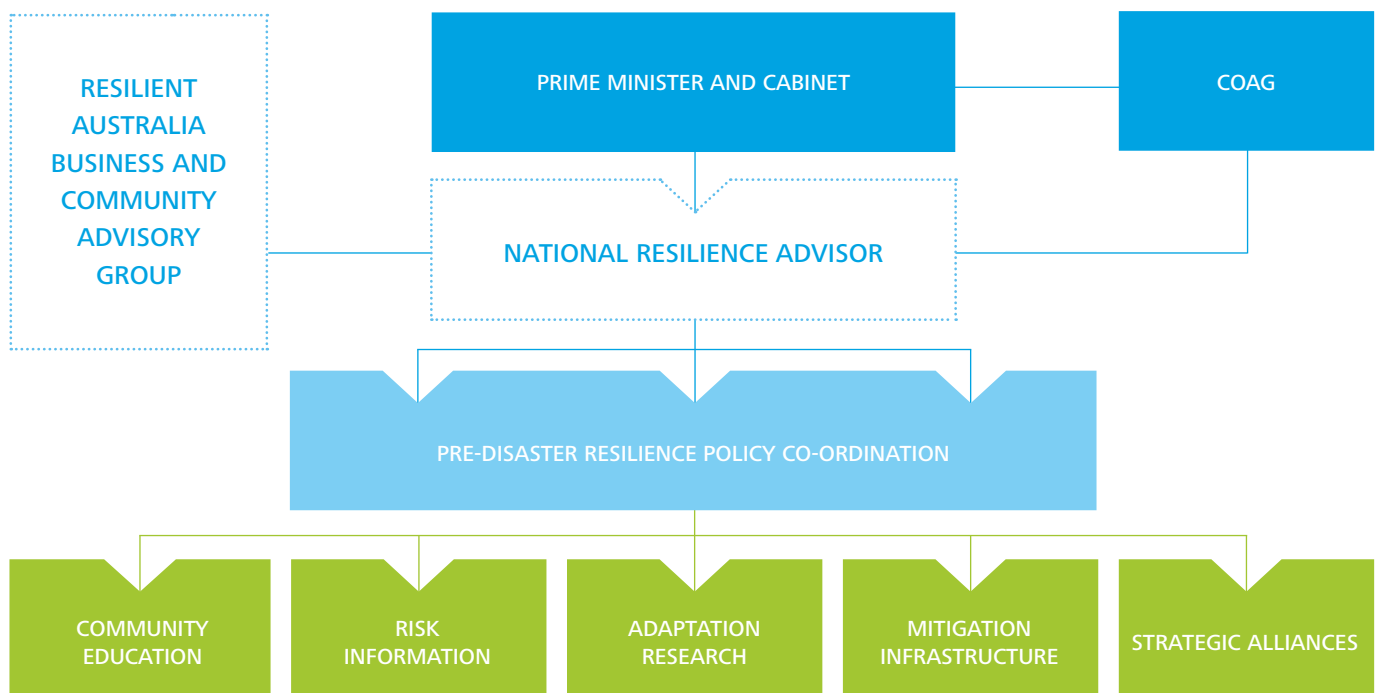 RESILIENT
AUSTRALIA
BUSINESS AND
COMMUNITY
ADVISORY
GROUP
PRIME MINISTER AND CABINET
COAG
NATIONAL RESILIENCE ADVISOR
PRE-DISASTER RESILIENCE POLICY CO-ORDINATION
COMMUNITY
EDUCATION
RISK
INFORMATION
ADAPTATION
RESEARCH
MITIGATION
INFRASTRUCTURE
STRATEGIC ALLIANCES